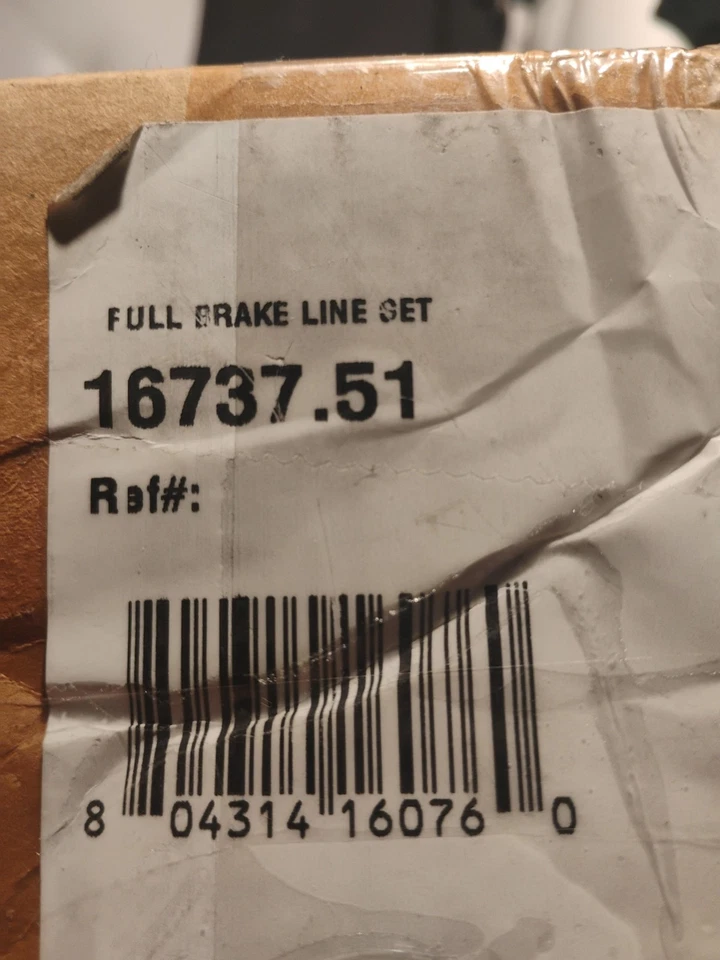 FULL BRAKE LINE SET
16737.51
Ref#:
8 04314 16076 0